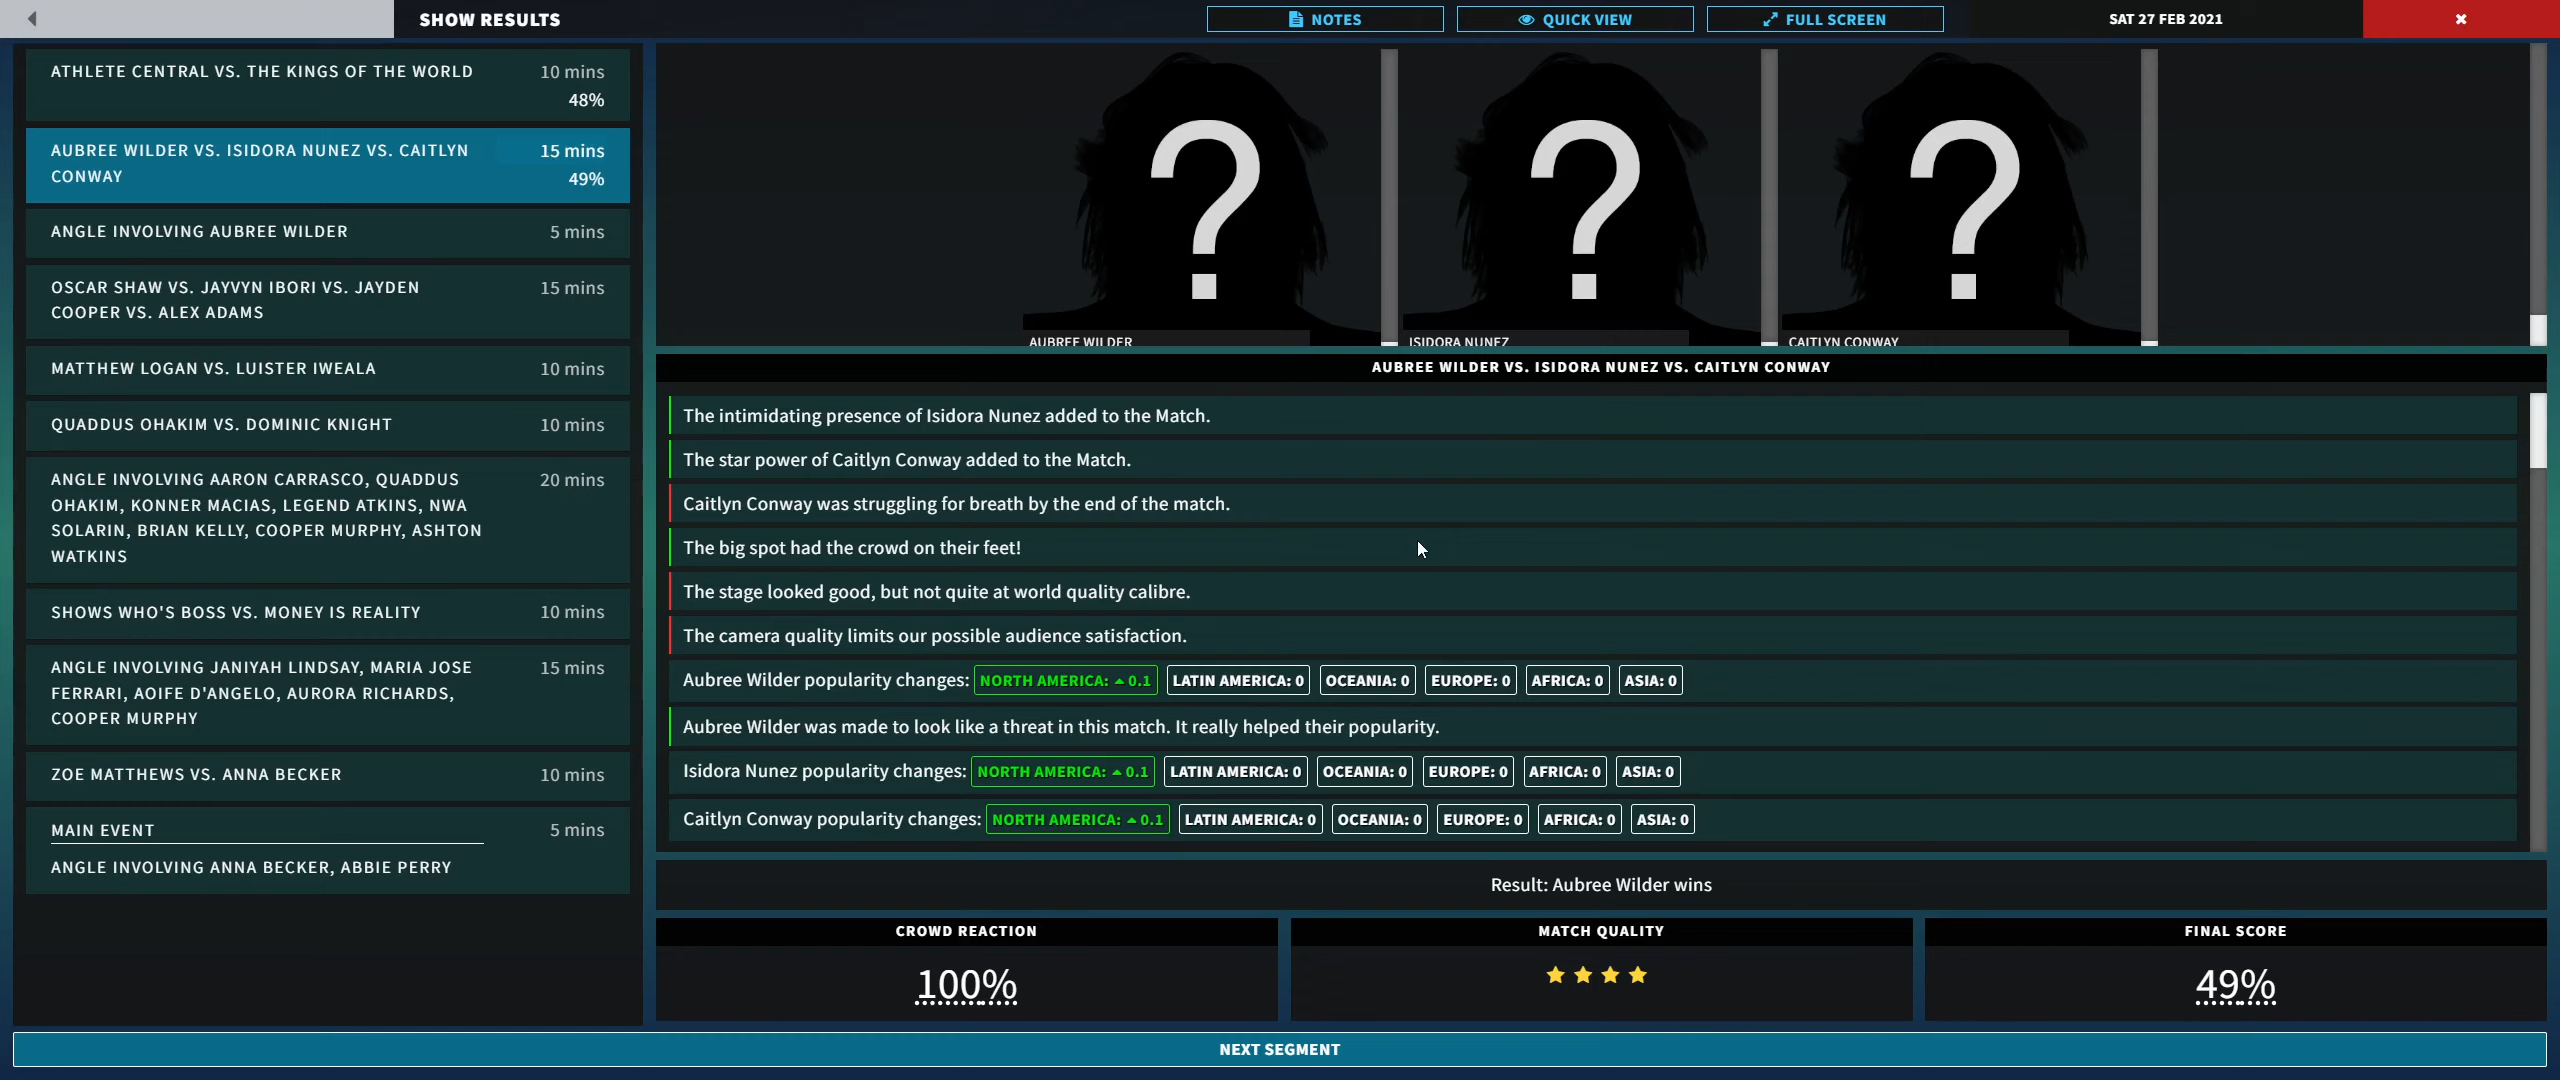 SHOW RESULTS
NOTES
QUICK VIEW
FULL SCREEN
SAT 27 FEB 2021
ATHLETE CENTRAL VS. THE KINGS OF THE WORLD
10 mins
48%
AUBREE WILDER VS. ISIDORA NUNEZ VS. CAITLYN
CONWAY
15 mins
49%
ANGLE INVOLVING AUBREE WILDER
5 mins
OSCAR SHAW VS. JAYVYN IBORI VS. JAYDEN
COOPER VS. ALEX ADAMS
15 mins
MATTHEW LOGAN VS. LUISTER IWEALA
10 mins
QUADDUS OHAKIM VS. DOMINIC KNIGHT
10 mins
ANGLE INVOLVING AARON CARRASCO, QUADDUS
OHAKIM, KONNER MACIAS, LEGEND ATKINS, NWA
SOLARIN, BRIAN KELLY, COOPER MURPHY, ASHTON
WATKINS
20 mins
SHOWS WHO'S BOSS VS. MONEY IS REALITY
10 mins
ANGLE INVOLVING JANIYAH LINDSAY, MARIA JOSE
FERRARI, AOIFE D'ANGELO, AURORA RICHARDS,
COOPER MURPHY
15 mins
ZOE MATTHEWS VS. ANNA BECKER
10 mins
MAIN EVENT
5 mins
ANGLE INVOLVING ANNA BECKER, ABBIE PERRY
? ? ?
AUBREE WILDER
ISIDORA NUNEZ
CAITLYN CONWAY
AUBREE WILDER VS. ISIDORA NUNEZ VS. CAITLYN CONWAY
The intimidating presence of Isidora Nunez added to the Match.
The star power of Caitlyn Conway added to the Match.
Caitlyn Conway was struggling for breath by the end of the match.
The big spot had the crowd on their feet!
The stage looked good, but not quite at world quality calibre.
The camera quality limits our possible audience satisfaction.
Aubree Wilder popularity changes: NORTH AMERICA: 0.1 LATIN AMERICA: 0 OCEANIA: 0 EUROPE: 0 AFRICA: 0 ASIA: 0
Aubree Wilder was made to look like a threat in this match. It really helped their popularity.
Isidora Nunez popularity changes: NORTH AMERICA: 0.1 LATIN AMERICA: 0 OCEANIA: 0 EUROPE: 0 AFRICA: 0 ASIA: 0
Caitlyn Conway popularity changes: NORTH AMERICA: 0.1 LATIN AMERICA: 0 OCEANIA: 0 EUROPE: 0 AFRICA: 0 ASIA: 0
Result: Aubree Wilder wins
CROWD REACTION
100%
MATCH QUALITY
FINAL SCORE
49%
NEXT SEGMENT